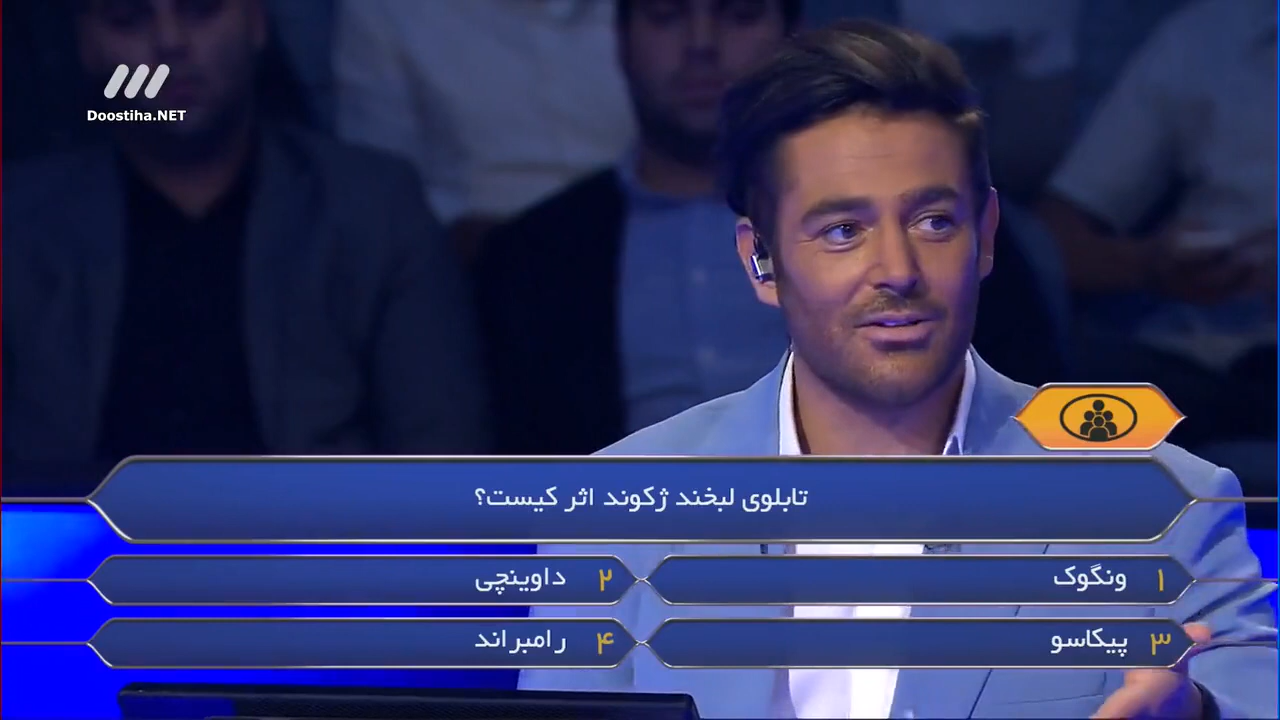 Doostiha.NET
تابلوی لبخند ژکوند اثر کیست؟
۱ ونگوک
۲ داوینچی
۳ پیکاسو
۴ رامبراند